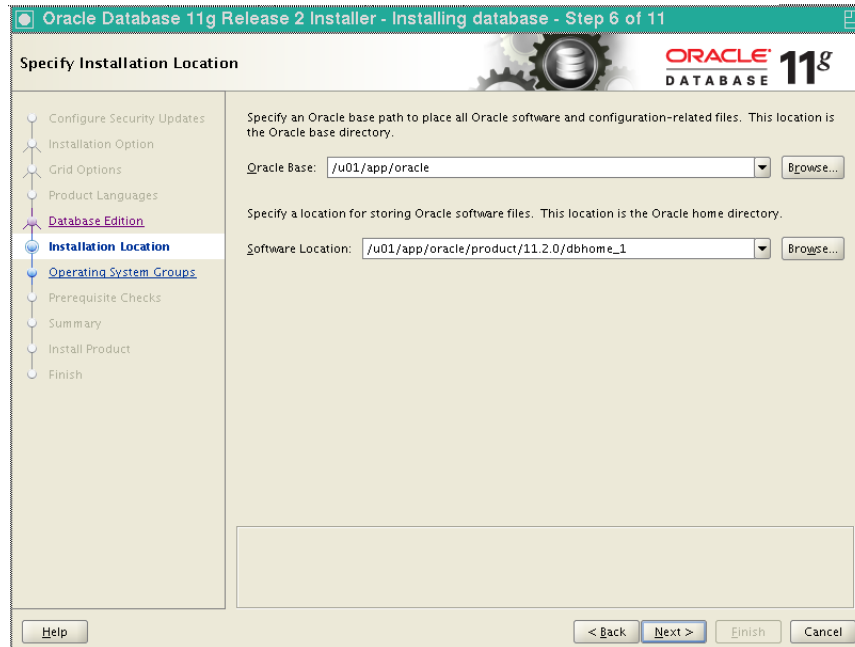 Oracle Database 11g Release 2 Installer - Installing database - Step 6 of 11
Specify Installation Location
ORACLE
DATABASE
11g
Configure Security Updates
Installation Option
Grid Options
Product Languages
Database Edition
Installation Location
Operating System Groups
Prerequisite Checks
Summary
Install Product
Finish
Specify an Oracle base path to place all Oracle software and configuration-related files. This location is
the Oracle base directory.
Oracle Base: /u01/app/oracle Browse...
Specify a location for storing Oracle software files. This location is the Oracle home directory.
Software Location: /u01/app/oracle/product/11.2.0/dbhome_1 Browse...
Help < Back Next > Finish Cancel